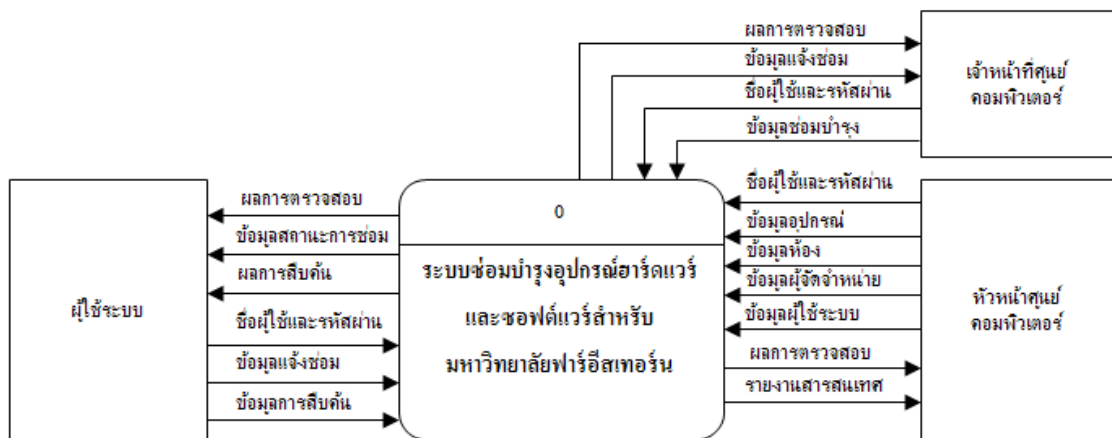 ผลการตรวจสอบ
ข้อมูลแจ้งซ่อม
ชื่อผู้ใช้และรหัสผ่าน
ข้อมูลซ่อมบำรุง
เจ้าหน้าที่ศูนย์
คอมพิวเตอร์
ผู้ใช้ระบบ
ผลการตรวจสอบ
ข้อมูลสถานะการซ่อม
ผลการสืบค้น
ชื่อผู้ใช้และรหัสผ่าน
ข้อมูลแจ้งซ่อม
ข้อมูลการสืบค้น
0
ระบบซ่อมบำรุงอุปกรณ์ฮาร์ดแวร์
และซอฟต์แวร์สำหรับ
มหาวิทยาลัยฟาร์อีสเทอร์น
ชื่อผู้ใช้และรหัสผ่าน
ข้อมูลอุปกรณ์
ข้อมูลห้อง
ข้อมูลผู้จัดจำหน่าย
ข้อมูลผู้ใช้ระบบ
ผลการตรวจสอบ
รายงานสารสนเทศ
หัวหน้าศูนย์
คอมพิวเตอร์